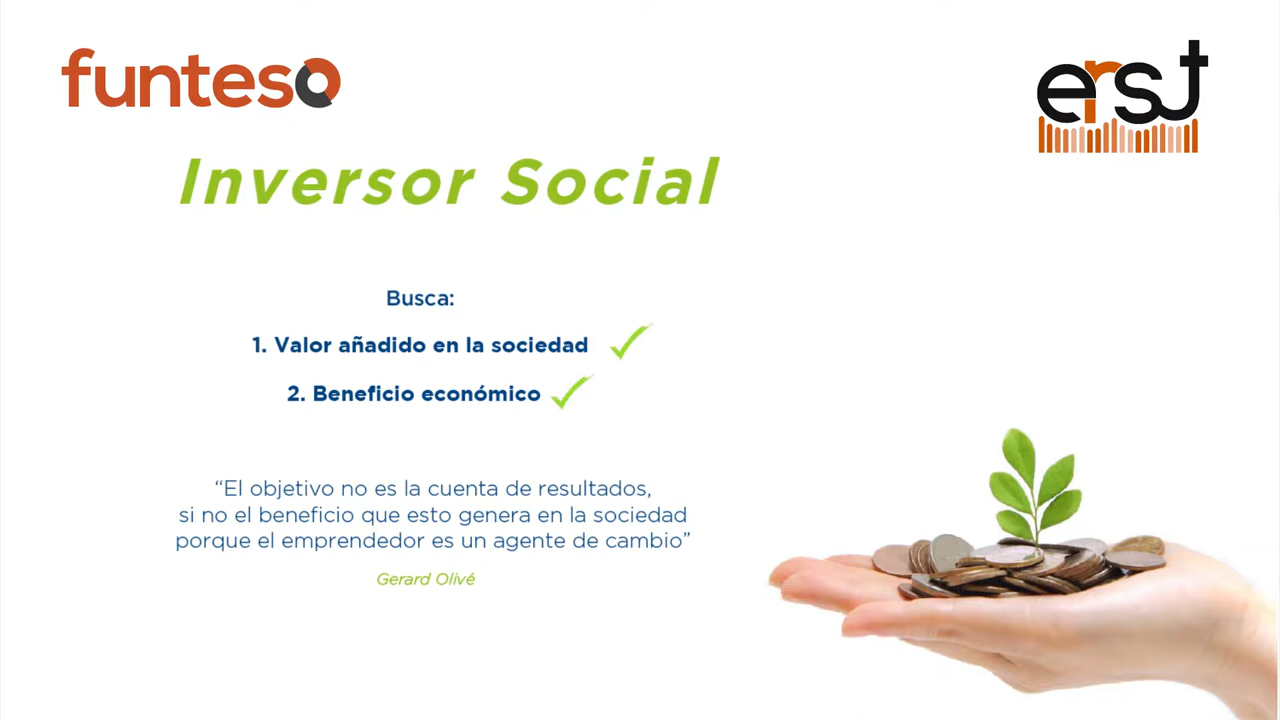 funteso
ersjt
Inversor Social
Busca:
1. Valor añadido en la sociedad
2. Beneficio económico
“El objetivo no es la cuenta de resultados,
si no el beneficio que esto genera en la sociedad
porque el emprendedor es un agente de cambio”
Gerard Olivé